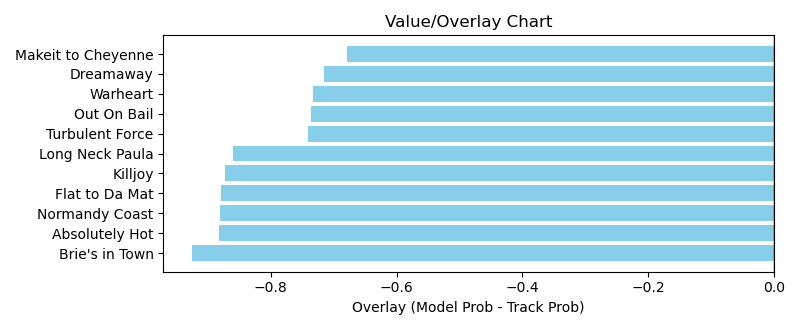 Value/Overlay Chart
Makeit to Cheyenne
Dreamaway
Warheart
Out On Bail
Turbulent Force
Long Neck Paula
Killjoy
Flat to Da Mat
Normandy Coast
Absolutely Hot
Brie's in Town
−0.8 −0.6 −0.4 −0.2 0.0
Overlay (Model Prob - Track Prob)